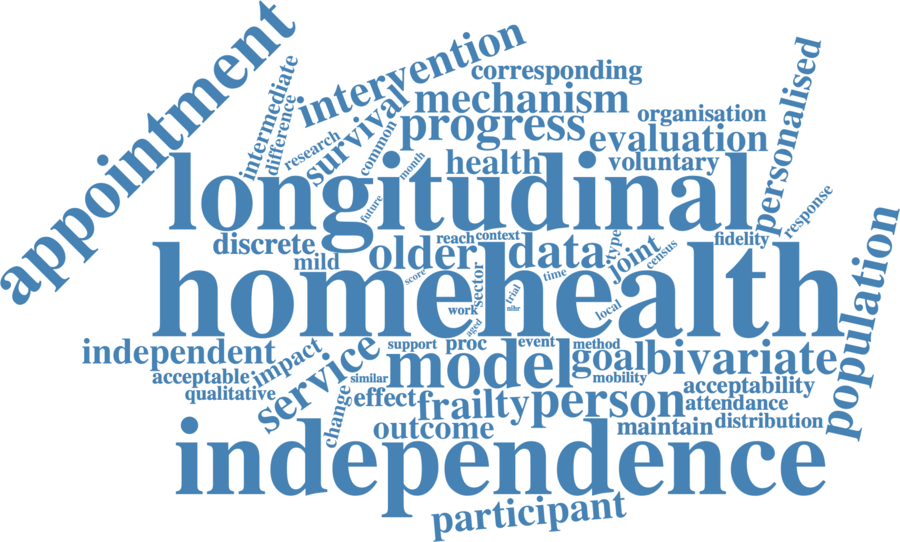 appointment
intermediate
difference
research
intervention
survival
common
month
future
corresponding
mechanism
progress
health
organisation
evaluation
voluntary
personalised
response
longitudinal
discrete
mild
older
reach
context
data
type
joint
census
fidelity
score
sector
time
trial
nihr
work
aged
local
homehealth
population
independent
acceptable
qualitative
impact
service
change
support
proc
event
method
similar
model
goal
mobility
bivariate
effect
frailty
person
acceptability
attendance
outcome
maintain
distribution
independence
participant